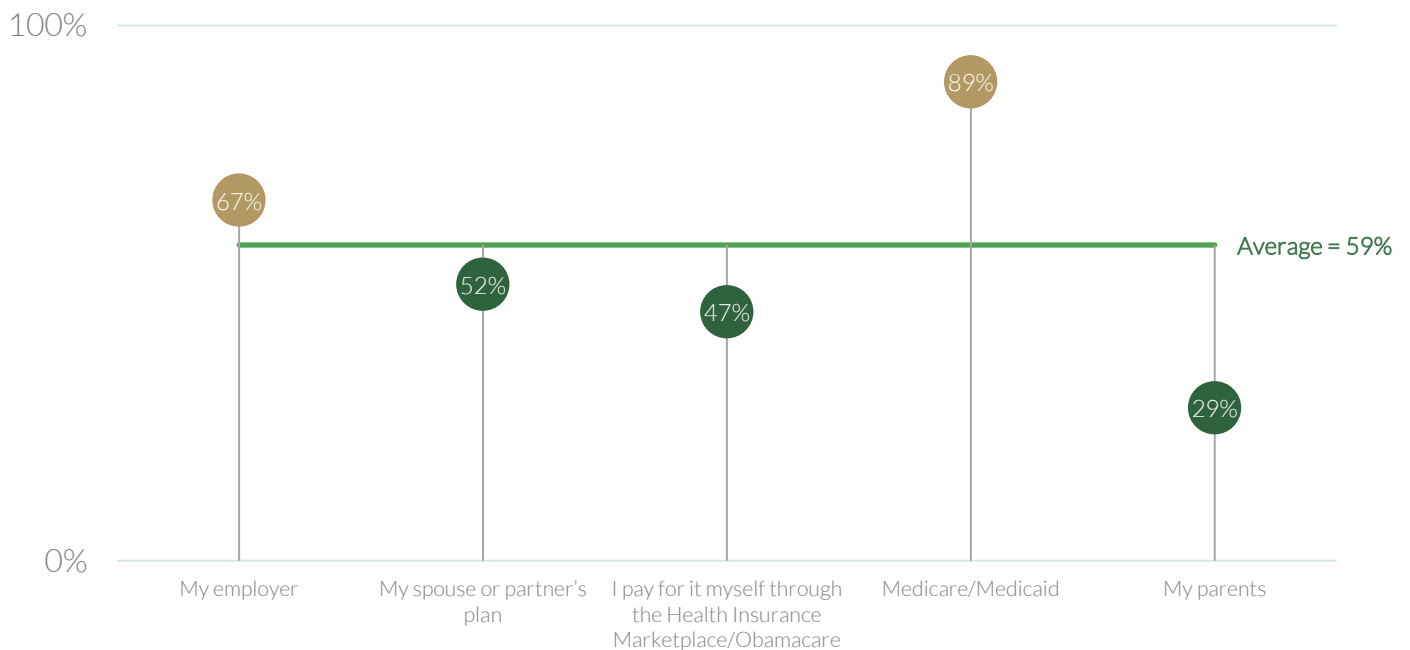 100%
89%
67%
Average = 59%
52%
47%
29%
0%
My employer
My spouse or partner’s
plan
I pay for it myself through
the Health Insurance
Marketplace/Obamacare
Medicare/Medicaid
My parents